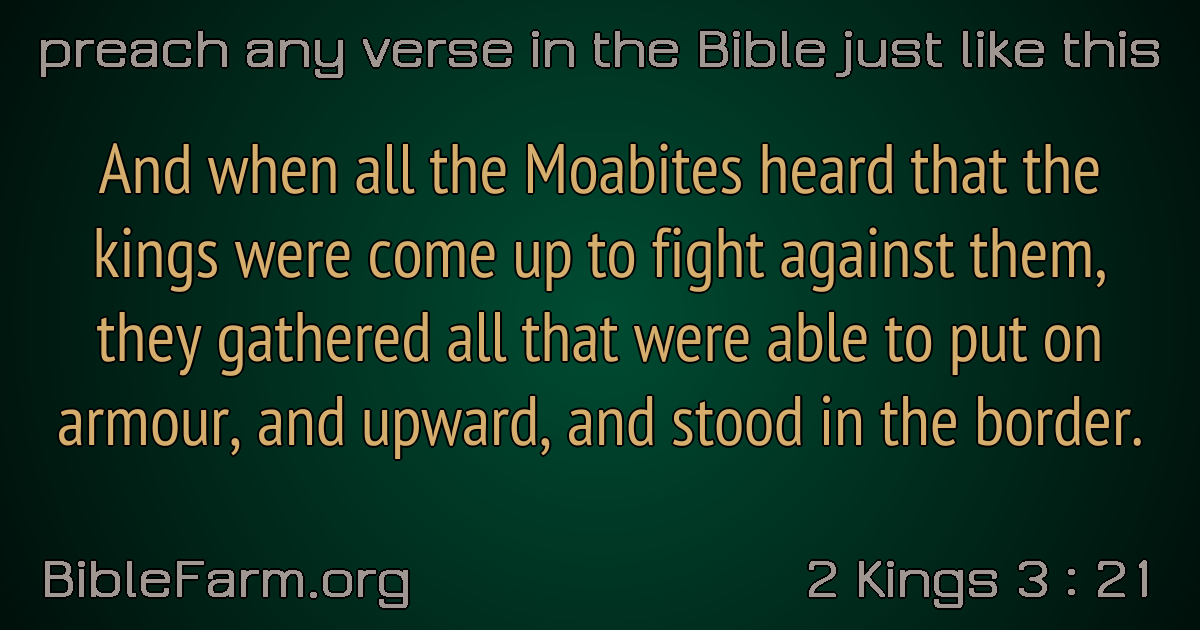 preach any verse in the Bible just like this
And when all the Moabites heard that the
kings were come up to fight against them,
they gathered all that were able to put on
armour, and upward, and stood in the border.
BibleFarm.org
2 Kings 3 : 21